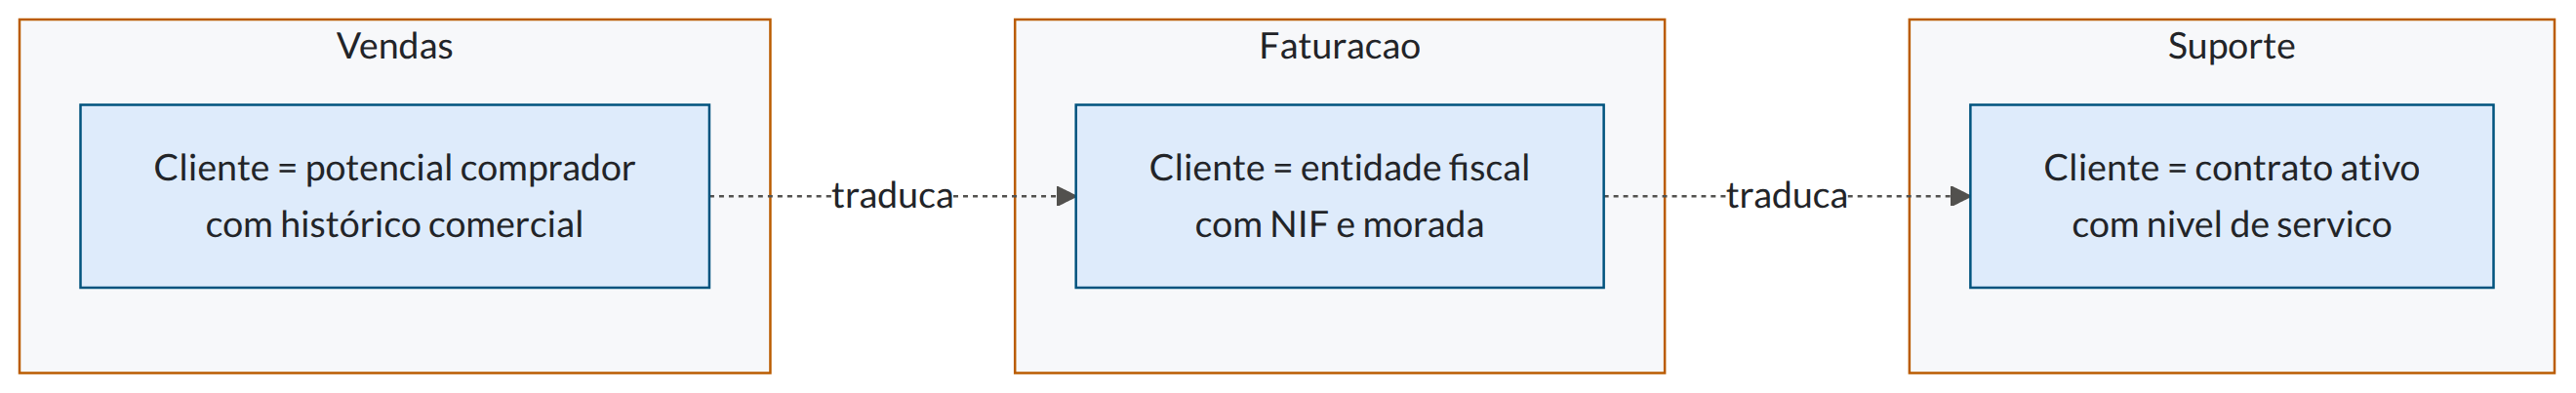 Vendas
Cliente = potencial comprador
com histórico comercial
traduca
Faturacao
Cliente = entidade fiscal
com NIF e morada
traduca
Suporte
Cliente = contrato ativo
com nivel de servico